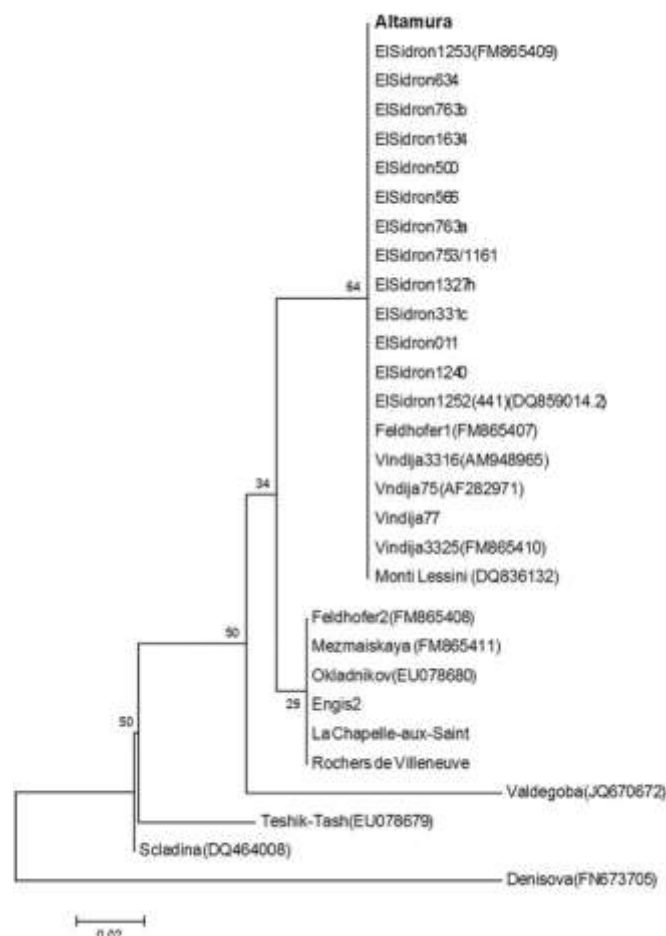 Altamura
ElSidron1253(FM865409)
ElSidron634
ElSidron763b
ElSidron1634
ElSidron500
ElSidron566
ElSidron763a
ElSidron753/1161
ElSidron1327h
ElSidron331c
ElSidron011
ElSidron1240
ElSidron1252(441)(DQ859014.2)
Feldhofer1(FM865407)
Vindija3316(AM948965)
Vndija75(AF282971)
Vindija77
Vindija3325(FM865410)
Monti Lessini (DQ836132)
Feldhofer2(FM865408)
Mezmaiskaya (FM865411)
Okladnikov(EU078680)
Engis2
La Chapelle-aux-Saint
Rochers de Villeneuve
Valdegoba(JQ670672)
Teshik-Tash(EU078679)
Scladina(DQ464008)
Denisova(FN673705)
64
34
50
29
50
0.02